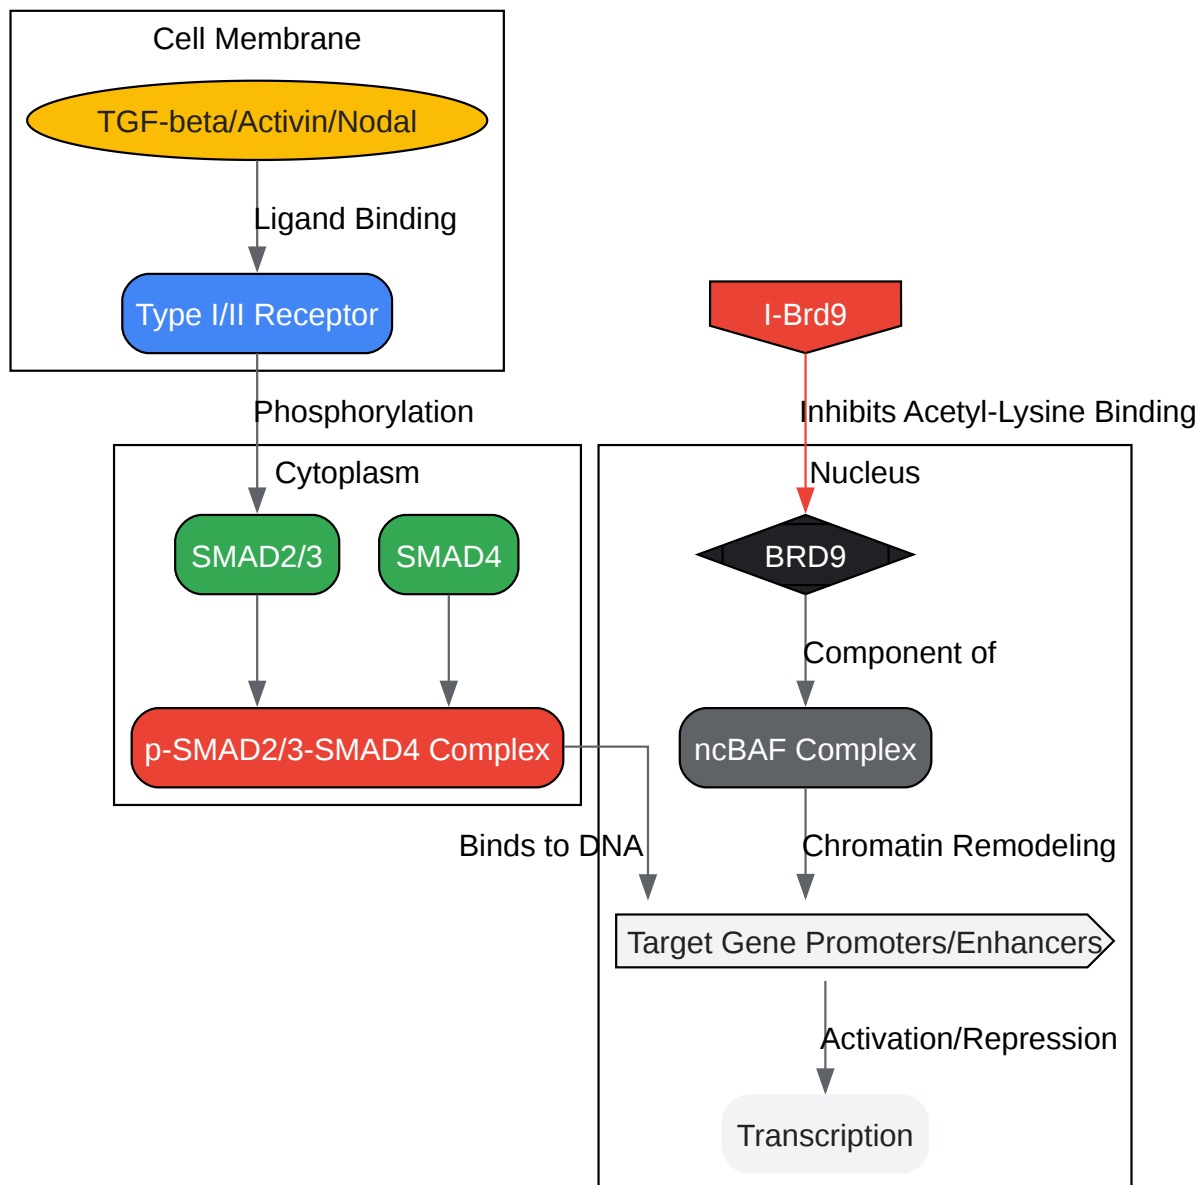 Cell Membrane
TGF-beta/Activin/Nodal
Ligand Binding
Type I/II Receptor
I-Brd9
Phosphorylation
Inhibits Acetyl-Lysine Binding
Cytoplasm
Nucleus
SMAD2/3
SMAD4
BRD9
Component of
p-SMAD2/3-SMAD4 Complex
ncBAF Complex
Binds to DNA
Chromatin Remodeling
Target Gene Promoters/Enhancers
Activation/Repression
Transcription